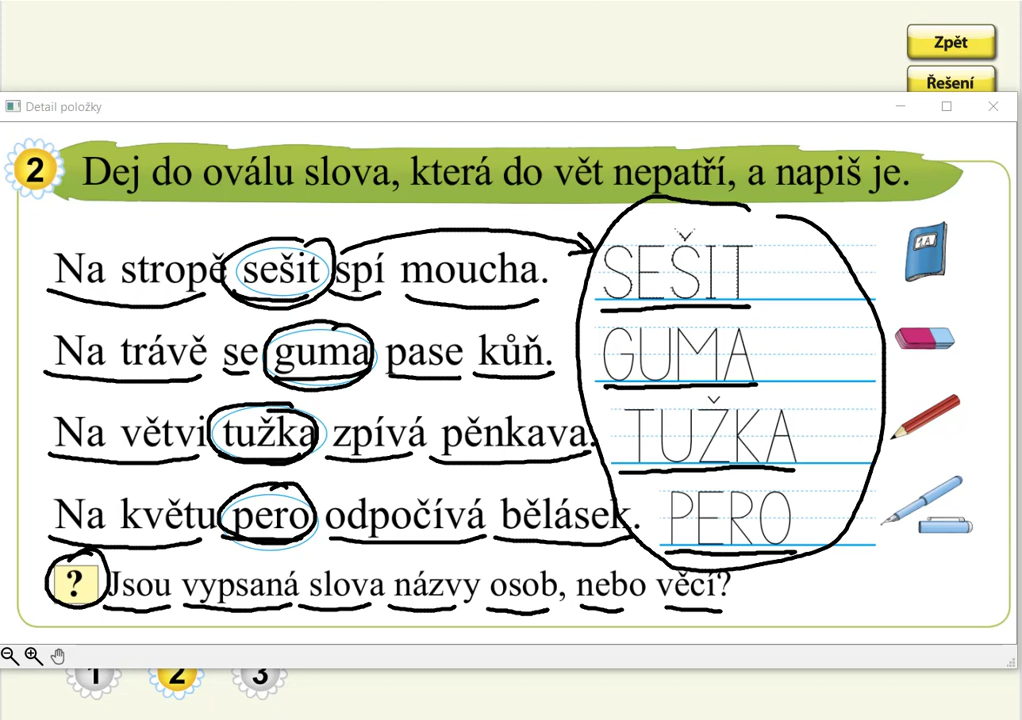 Zpět
Řešení
Detail položky
2 Dej do oválu slova, která do vět nepatří, a napiš je.
Na stropě sešit spí moucha. SEŠIT
1A
Na trávě se guma pase kůň. GUMA
Na větvi tužka zpívá pěnkava. TUŽKA
Na květu pero odpočívá bělásek. PERO
? Jsou vypsaná slova názvy osob, nebo věcí?
1 2 3